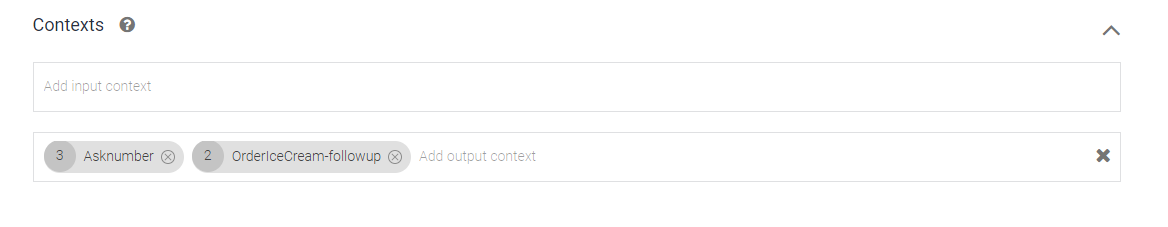 Contexts ?
Add input context
3 Asknumber 2 OrderIceCream-followup Add output context